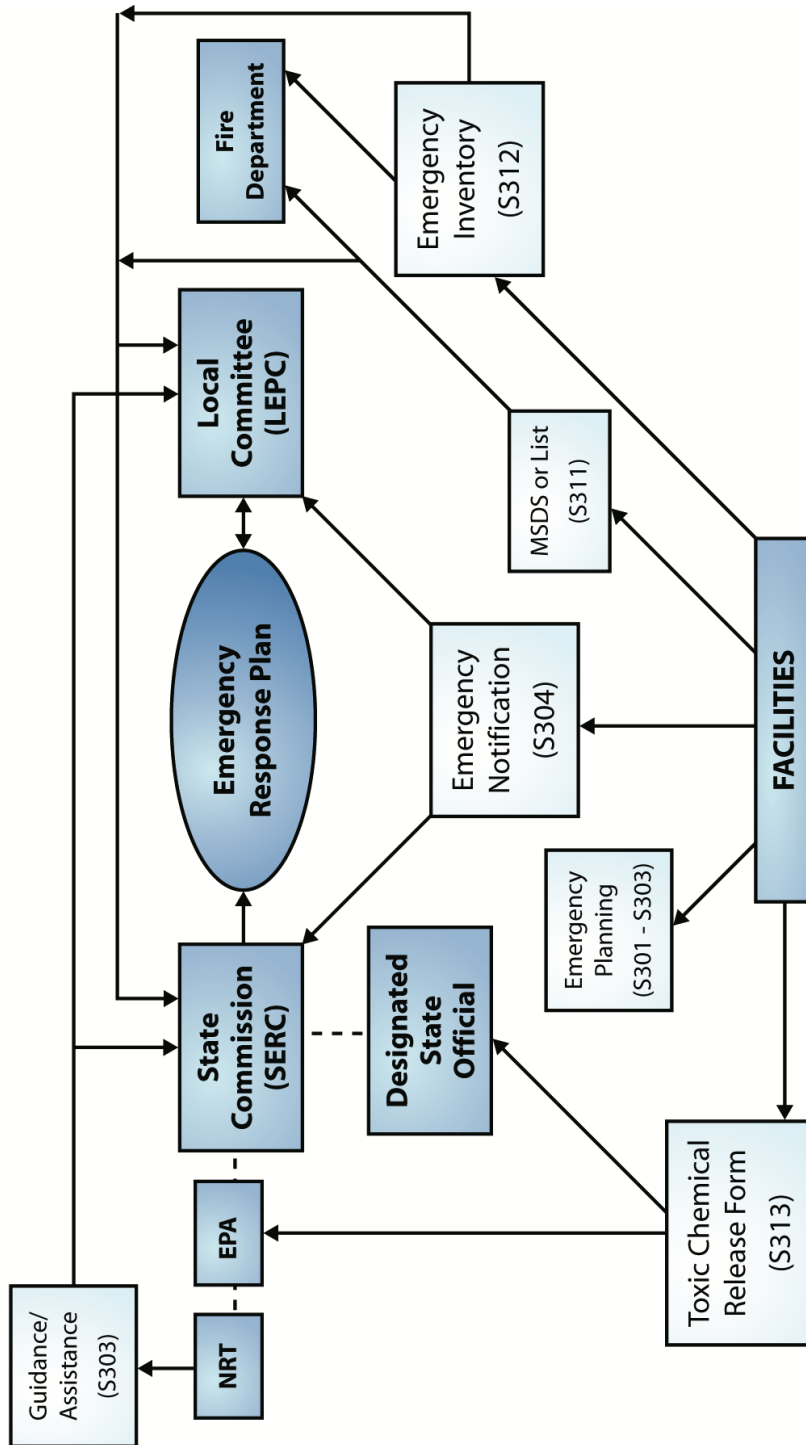 Guidance/
Assistance
(S303)
NRT
EPA
State
Commission
(SERC)
Emergency
Response Plan
Local
Committee
(LEPC)
Fire
Department
Designated
State
Official
Emergency
Notification
(S304)
Emergency
Inventory
(S312)
MSDS or List
(S311)
Emergency
Planning
(S301 - S303)
Toxic Chemical
Release Form
(S313)
FACILITIES